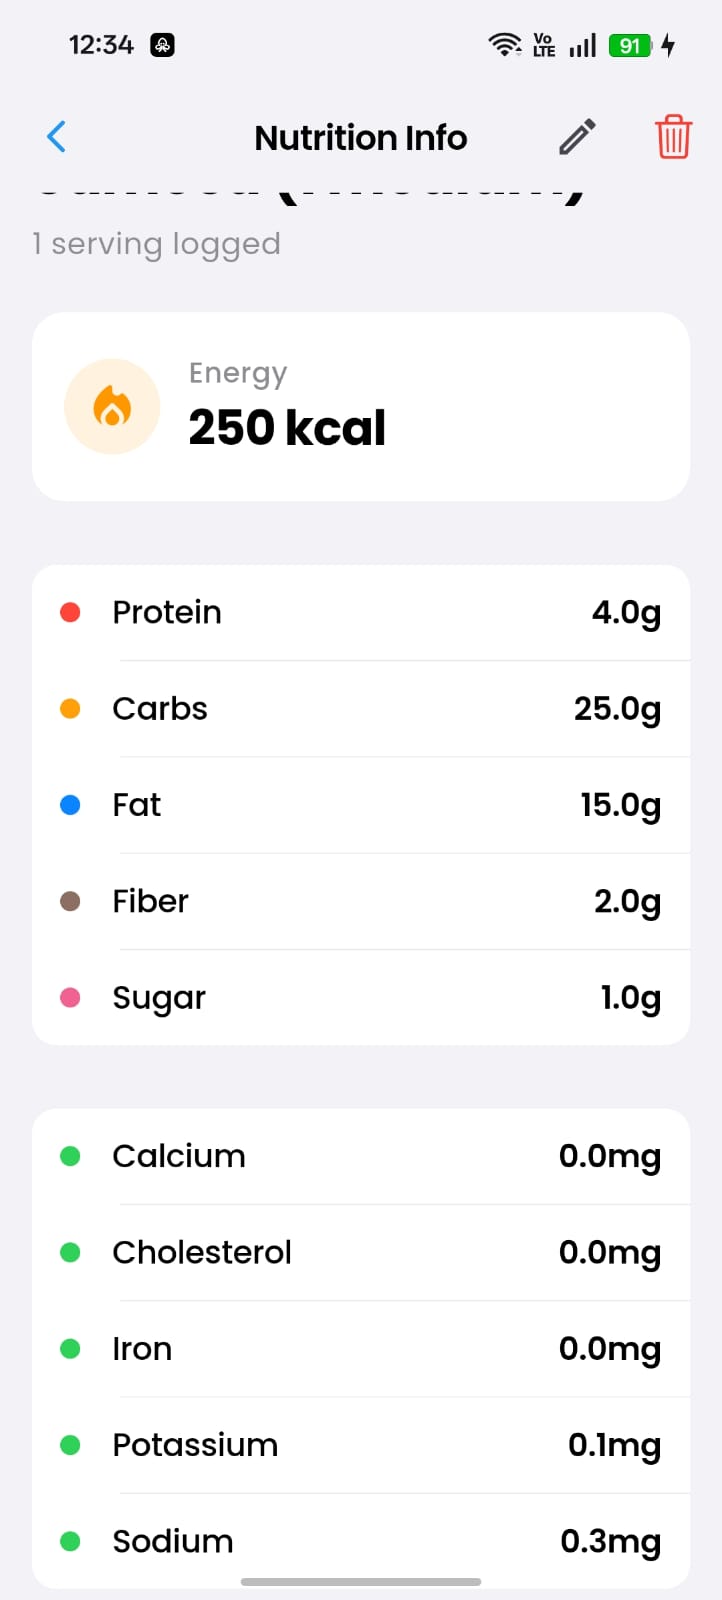 12:34
Vo
LTE
91
Nutrition Info
1 serving logged
Energy
250 kcal
Protein 4.0g
Carbs 25.0g
Fat 15.0g
Fiber 2.0g
Sugar 1.0g
Calcium 0.0mg
Cholesterol 0.0mg
Iron 0.0mg
Potassium 0.1mg
Sodium 0.3mg